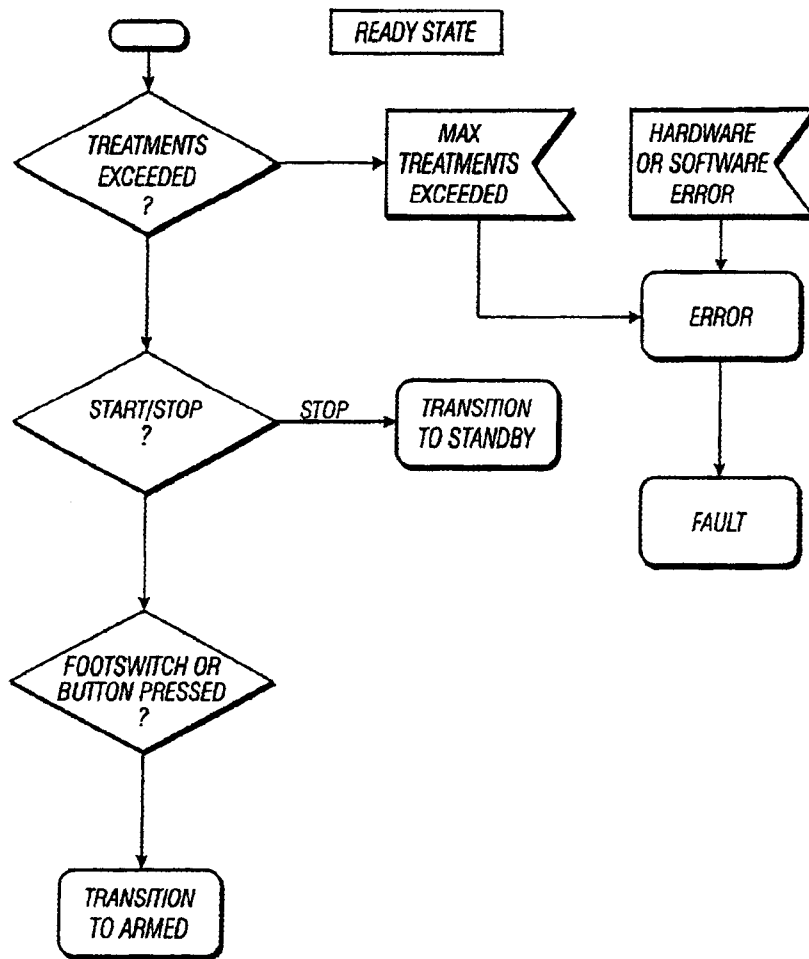 READY STATE
TREATMENTS
EXCEEDED
?
MAX
TREATMENTS
EXCEEDED
HARDWARE
OR SOFTWARE
ERROR
ERROR
START/STOP
?
STOP
TRANSITION
TO STANDBY
FAULT
FOOTSWITCH OR
BUTTON PRESSED
?
TRANSITION
TO ARMED